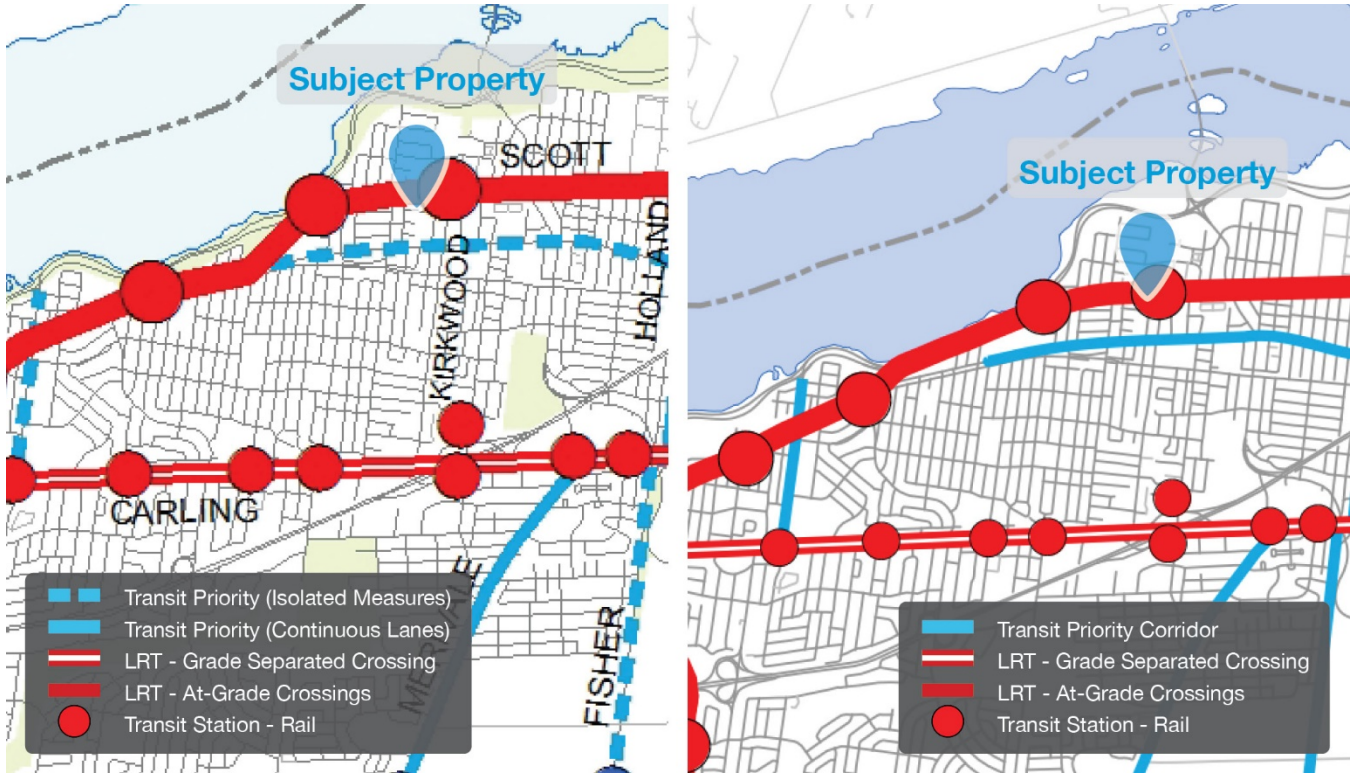 Subject Property
SCOTT
KIRKWOOD
HOLLAND
CARLING
MERIVALE
FISHER
Transit Priority (Isolated Measures)
Transit Priority (Continuous Lanes)
LRT - Grade Separated Crossing
LRT - At-Grade Crossings
Transit Station - Rail
Subject Property
Transit Priority Corridor
LRT - Grade Separated Crossing
LRT - At-Grade Crossings
Transit Station - Rail